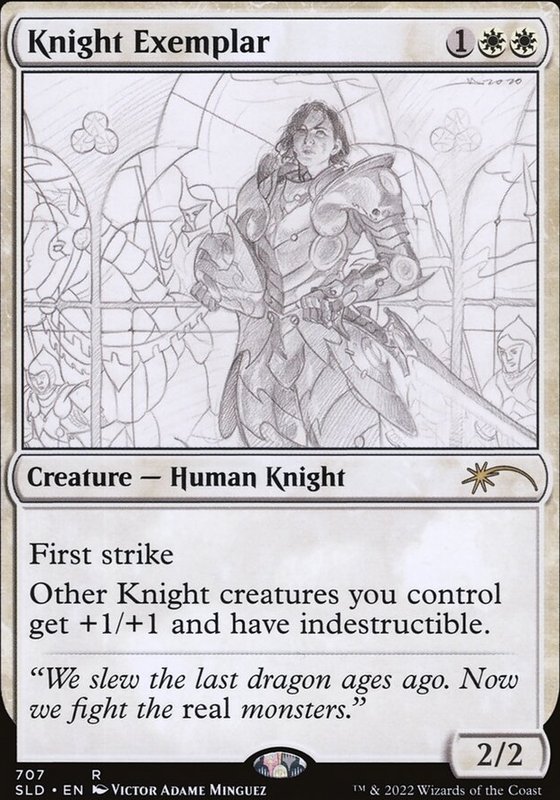 Knight Exemplar 1
2020
Creature — Human Knight
First strike
Other Knight creatures you control
get +1/+1 and have indestructible.
“We slew the last dragon ages ago. Now
we fight the real monsters.”
2/2
707 R
SLD • EN Victor Adame Minguez
™ & © 2022 Wizards of the Coast